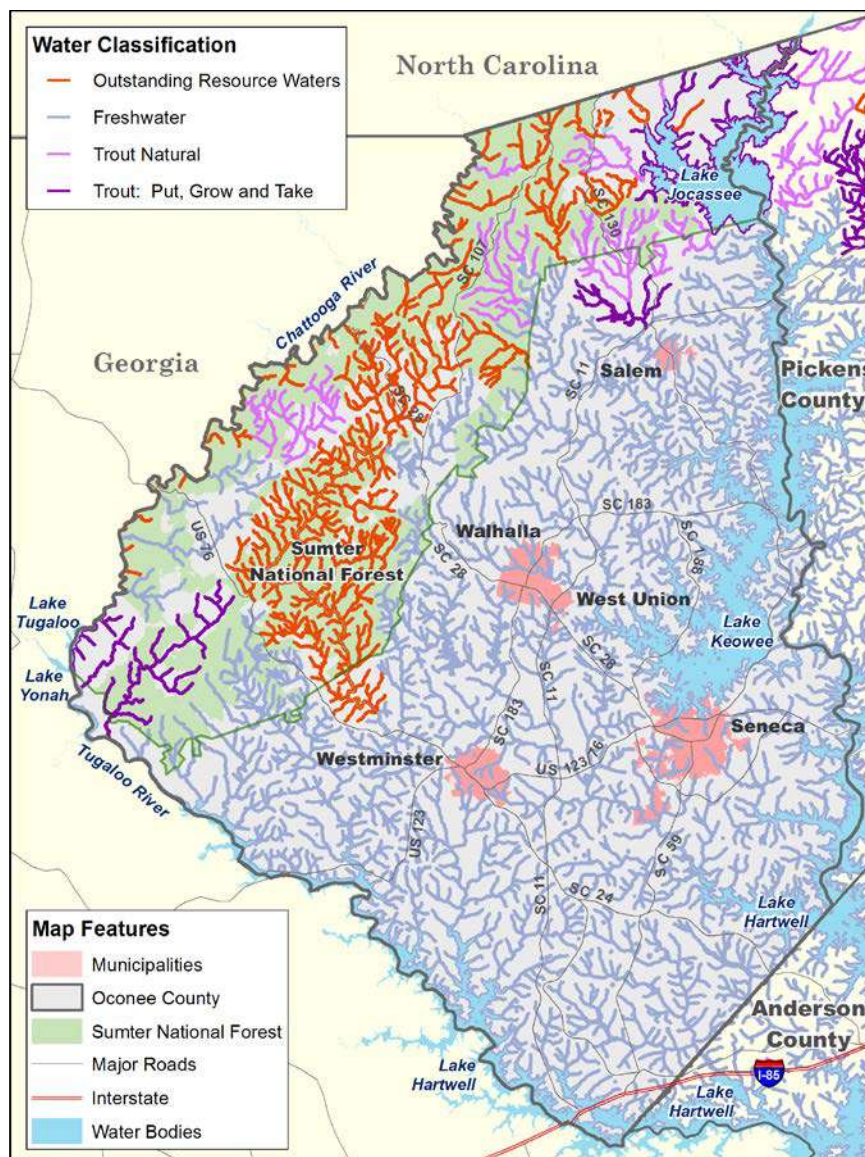 Water Classification
Outstanding Resource Waters
Freshwater
Trout Natural
Trout: Put, Grow and Take
North Carolina
Lake
Jocassee
SC 130
SC 107
Chattooga River
Georgia
Pickens
County
Salem
SC 11
SC 28
US 76
SC 183
Walhalla
SC 188
Sumter
National Forest
SC 28
West Union
Lake
Tugaloo
Lake
Keowee
SC 28
Lake
Yonah
SC 11
SC 183
Seneca
Westminster
US 123/76
Tugaloo River
US 123
SC 59
SC 24
SC 11
Lake
Hartwell
Map Features
Municipalities
Oconee County
Sumter National Forest
Major Roads
Interstate
Water Bodies
Anderson
County
I-85
Lake
Hartwell
Lake
Hartwell